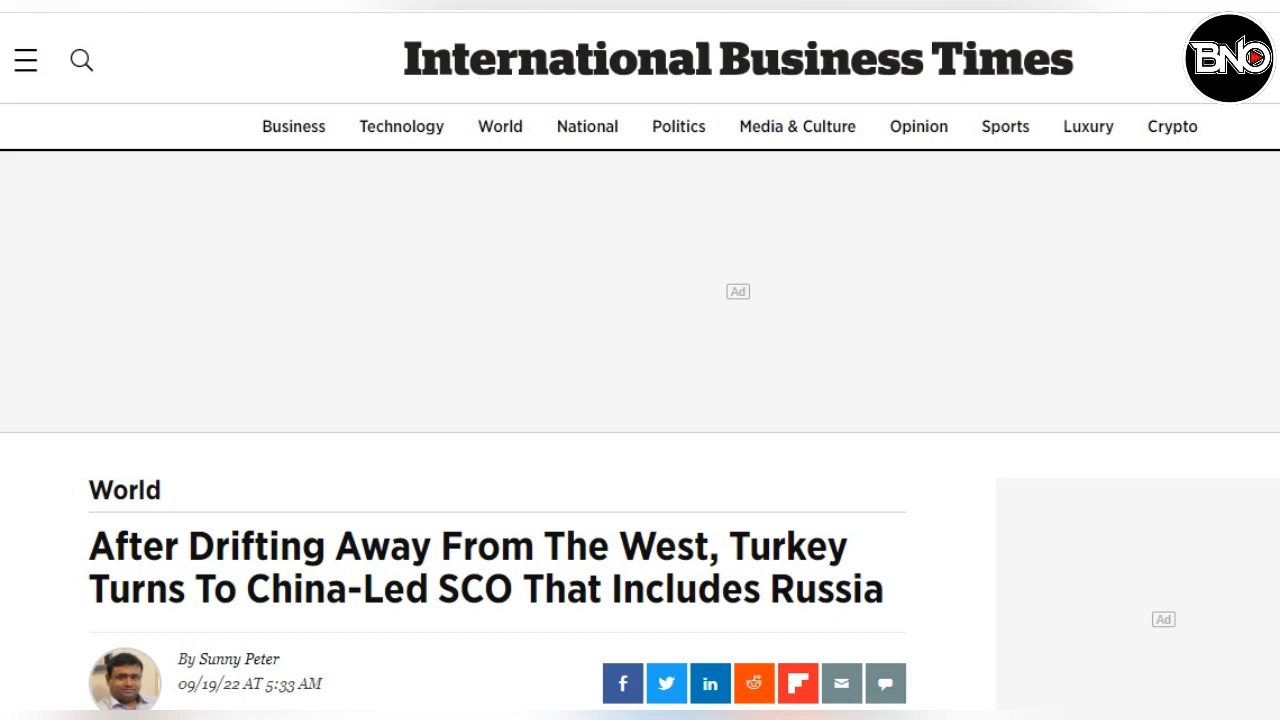 International Business Times
BNO
Business Technology World National Politics Media & Culture Opinion Sports Luxury Crypto
Ad
World
After Drifting Away From The West, Turkey
Turns To China-Led SCO That Includes Russia
Ad
By Sunny Peter
09/19/22 AT 5:33 AM